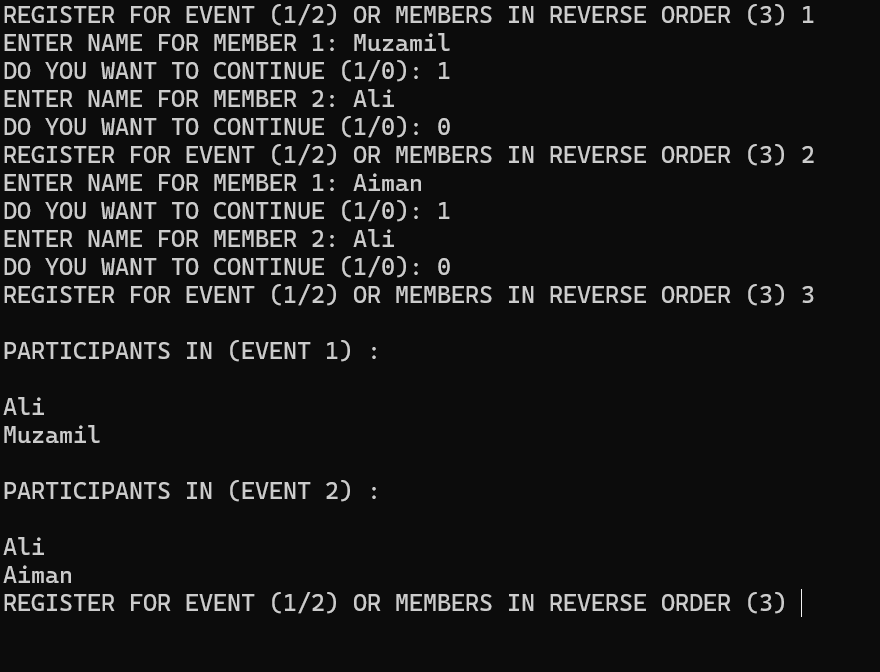 REGISTER FOR EVENT (1/2) OR MEMBERS IN REVERSE ORDER (3) 1
ENTER NAME FOR MEMBER 1: Muzamil
DO YOU WANT TO CONTINUE (1/0): 1
ENTER NAME FOR MEMBER 2: Ali
DO YOU WANT TO CONTINUE (1/0): 0
REGISTER FOR EVENT (1/2) OR MEMBERS IN REVERSE ORDER (3) 2
ENTER NAME FOR MEMBER 1: Aiman
DO YOU WANT TO CONTINUE (1/0): 1
ENTER NAME FOR MEMBER 2: Ali
DO YOU WANT TO CONTINUE (1/0): 0
REGISTER FOR EVENT (1/2) OR MEMBERS IN REVERSE ORDER (3) 3
PARTICIPANTS IN (EVENT 1) :
Ali
Muzamil
PARTICIPANTS IN (EVENT 2) :
Ali
Aiman
REGISTER FOR EVENT (1/2) OR MEMBERS IN REVERSE ORDER (3)